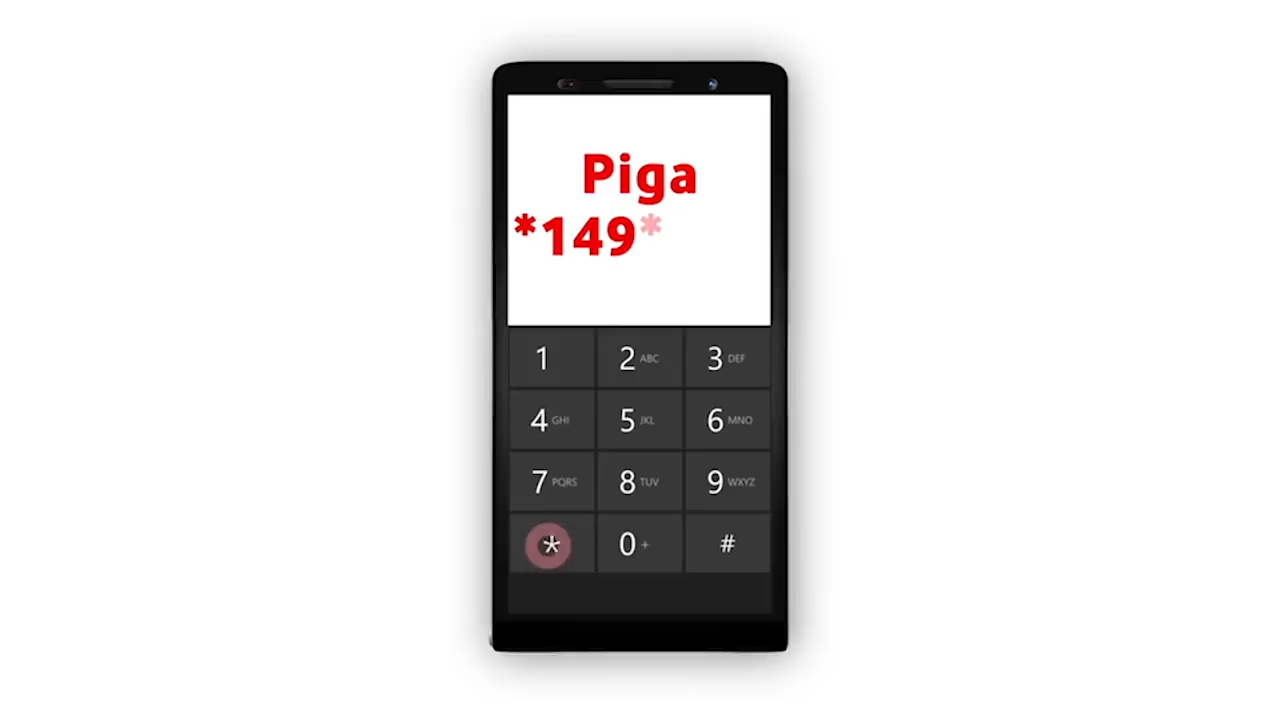 Piga
*149*
1 2 ABC 3 DEF
4 GHI 5 JKL 6 MNO
7 PQRS 8 TUV 9 WXYZ
* 0 + #